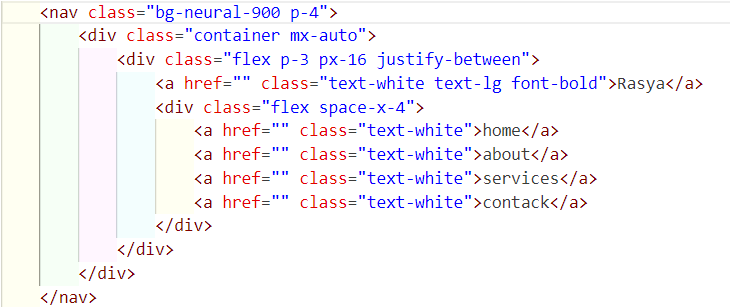 <nav class="bg-neural-900 p-4">
<div class="container mx-auto">
<div class="flex p-3 px-16 justify-between">
<a href="" class="text-white text-lg font-bold">Rasya</a>
<div class="flex space-x-4">
<a href="" class="text-white">home</a>
<a href="" class="text-white">about</a>
<a href="" class="text-white">services</a>
<a href="" class="text-white">contack</a>
</div>
</div>
</div>
</nav>